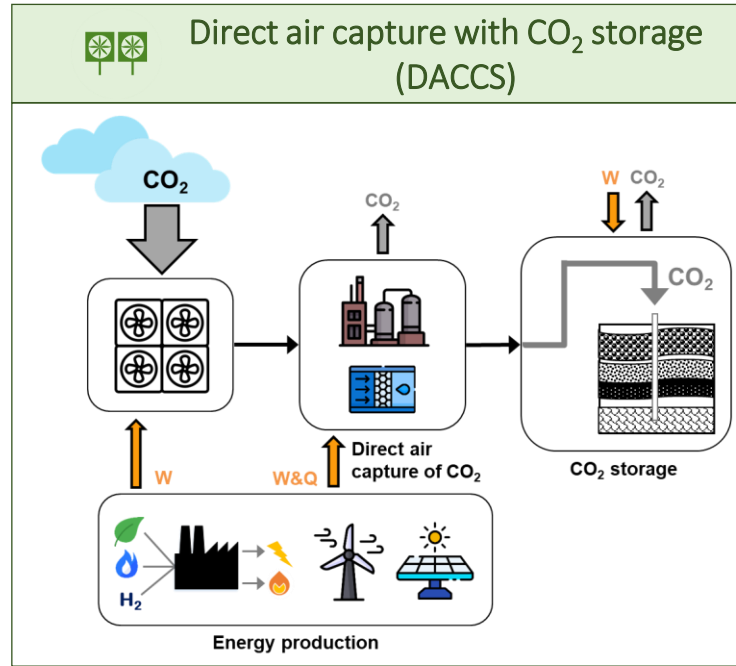 Direct air capture with CO₂ storage
(DACCS)
CO₂
CO₂
W CO₂
CO₂
W
W&Q
Direct air
capture of CO₂
CO₂ storage
H₂
Energy production